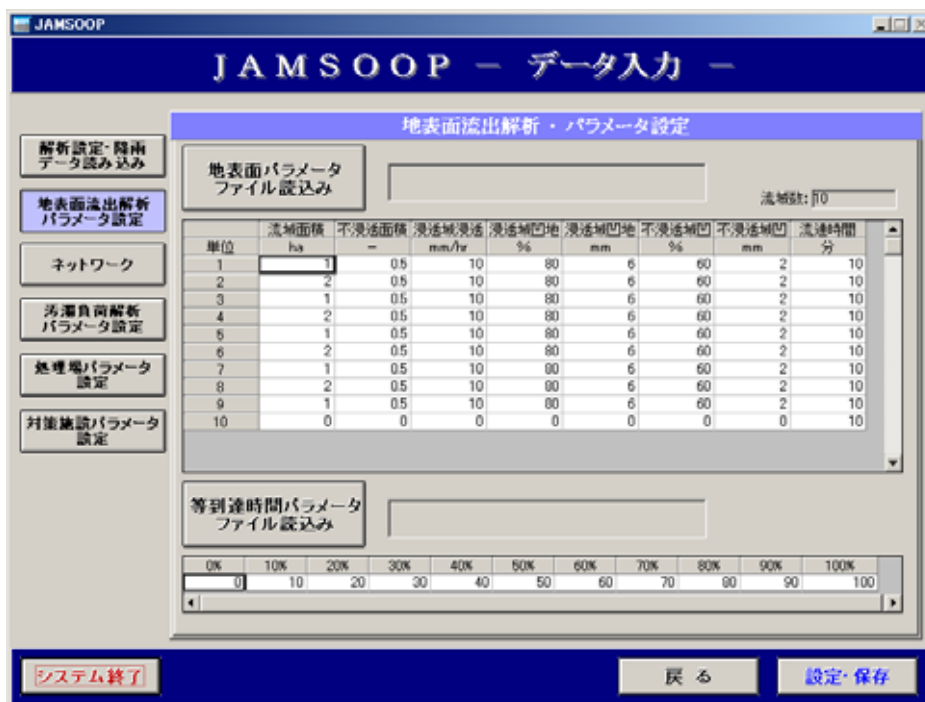 JAMSOOP
JAMSOOP － データ入力 －
地表面流出解析・パラメータ設定
解析設定・降雨
データ読み込み
地表面流出解析
パラメータ設定
ネットワーク
汚濁負荷解析
パラメータ設定
処理場パラメータ
設定
対策施設パラメータ
設定
地表面パラメータ
ファイル読込み
流域数: 10
流域面積 不浸透面積 浸透域浸透 浸透域凹地 浸透域凹地 不浸透域凹 不浸透域凹 流達時間
単位 ha － mm/hr % mm % mm 分
1 1 0.5 10 80 6 60 2 10
2 2 0.5 10 80 6 60 2 10
3 1 0.5 10 80 6 60 2 10
4 2 0.5 10 80 6 60 2 10
5 1 0.5 10 80 6 60 2 10
6 2 0.5 10 80 6 60 2 10
7 1 0.5 10 80 6 60 2 10
8 2 0.5 10 80 6 60 2 10
9 1 0.5 10 80 6 60 2 10
10 0 0 0 0 0 0 0 10
等到達時間パラメータ
ファイル読込み
0% 10% 20% 30% 40% 50% 60% 70% 80% 90% 100%
0 10 20 30 40 50 60 70 80 90 100
システム終了
戻る
設定・保存